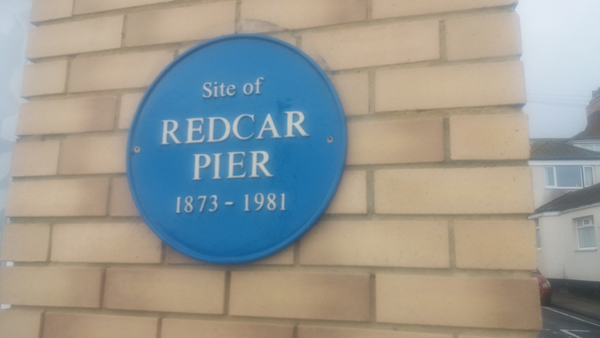 Site of
REDCAR
PIER
1873 - 1981